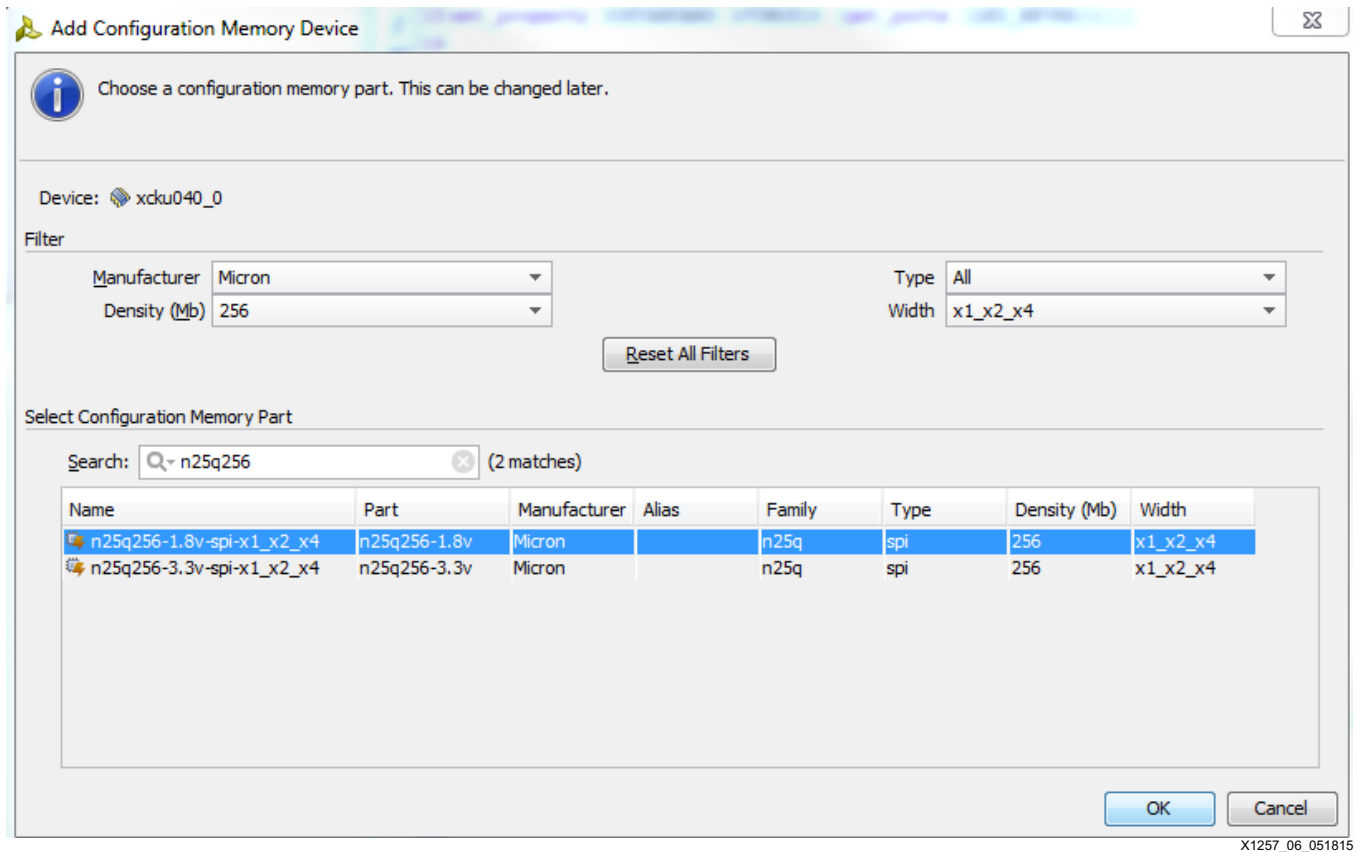 Add Configuration Memory Device
Choose a configuration memory part. This can be changed later.
Device: xcku040_0
Filter
Manufacturer Micron Type All
Density (Mb) 256 Width x1_x2_x4
Reset All Filters
Select Configuration Memory Part
Search: n25q256 (2 matches)
Name Part Manufacturer Alias Family Type Density (Mb) Width
n25q256-1.8v-spi-x1_x2_x4 n25q256-1.8v Micron n25q spi 256 x1_x2_x4
n25q256-3.3v-spi-x1_x2_x4 n25q256-3.3v Micron n25q spi 256 x1_x2_x4
OK Cancel
X1257_06_051815